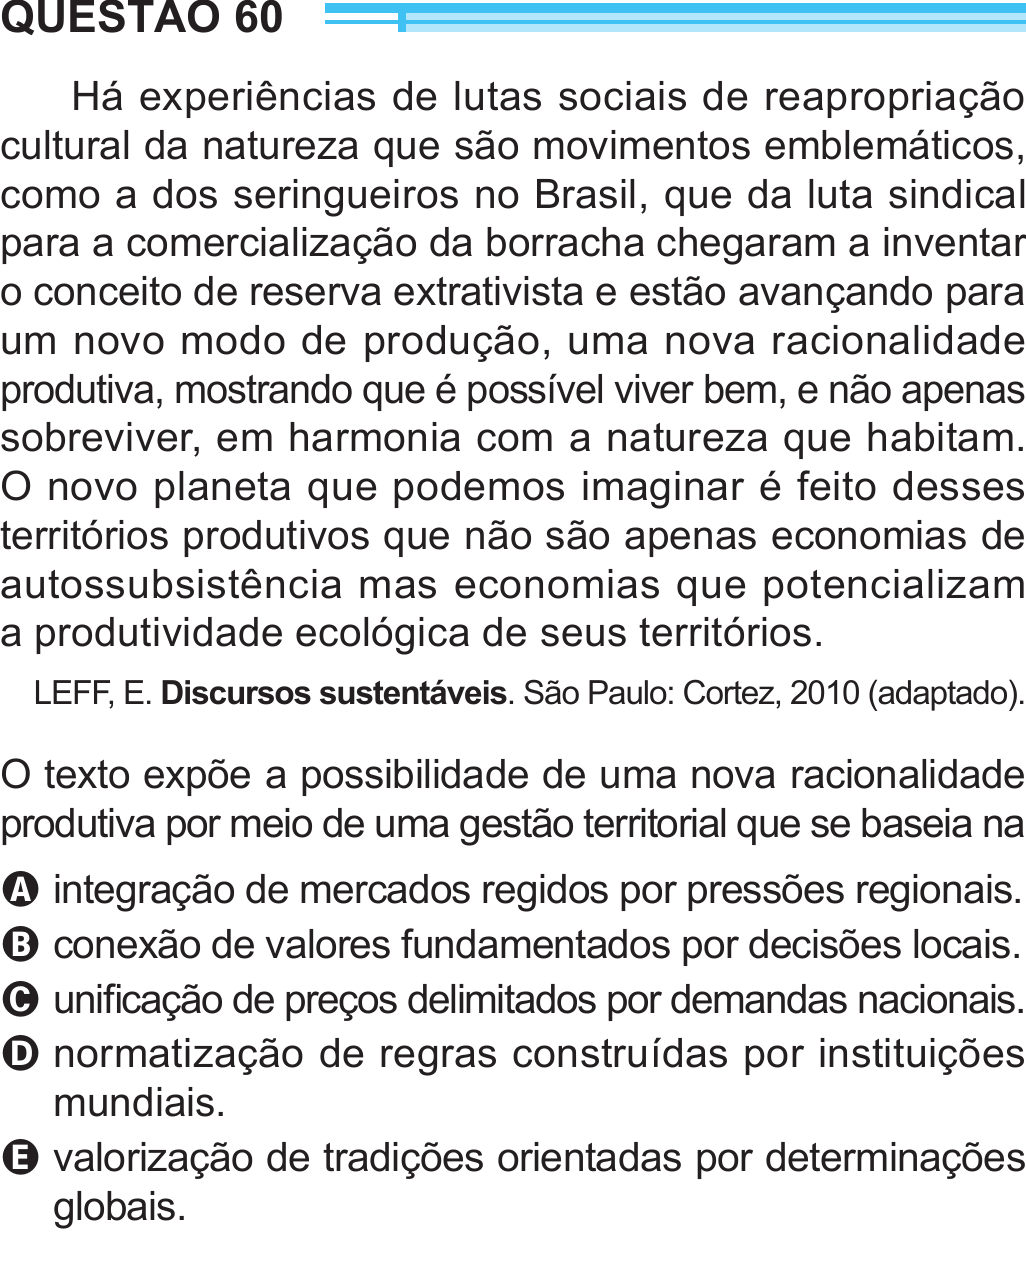 QUESTÃO 60
Há experiências de lutas sociais de reapropriação
cultural da natureza que são movimentos emblemáticos,
como a dos seringueiros no Brasil, que da luta sindical
para a comercialização da borracha chegaram a inventar
o conceito de reserva extrativista e estão avançando para
um novo modo de produção, uma nova racionalidade
produtiva, mostrando que é possível viver bem, e não apenas
sobreviver, em harmonia com a natureza que habitam.
O novo planeta que podemos imaginar é feito desses
territórios produtivos que não são apenas economias de
autossubsistência mas economias que potencializam
a produtividade ecológica de seus territórios.
LEFF, E. Discursos sustentáveis. São Paulo: Cortez, 2010 (adaptado).
O texto expõe a possibilidade de uma nova racionalidade
produtiva por meio de uma gestão territorial que se baseia na
A integração de mercados regidos por pressões regionais.
B conexão de valores fundamentados por decisões locais.
C unificação de preços delimitados por demandas nacionais.
D normatização de regras construídas por instituições
mundiais.
E valorização de tradições orientadas por determinações
globais.